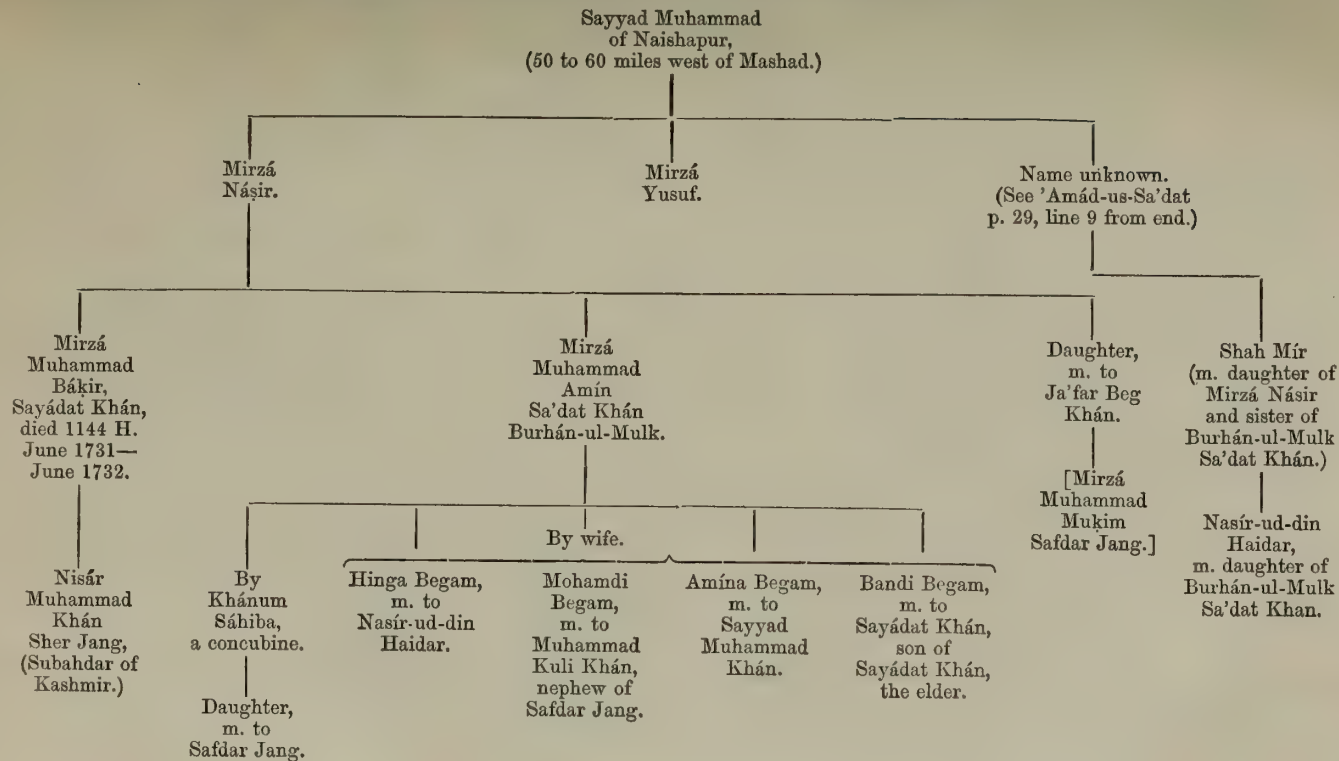 Sayyad Muhammad
of Naishapur,
(50 to 60 miles west of Mashad.)
Mirzá
Náṣir.
Mirzá
Yusuf.
Name unknown.
(See 'Amád-us-Sa'dat
p. 29, line 9 from end.)
Mirzá
Muhammad
Báḳir,
Sayádat Khán,
died 1144 H.
June 1731—
June 1732.
Mirzá
Muhammad
Amín
Sa'dat Khán
Burhán-ul-Mulk.
Daughter,
m. to
Ja'far Beg
Khán.
Shah Mír
(m. daughter of
Mirzá Násir
and sister of
Burhán-ul-Mulk
Sa'dat Khán.)
[Mirzá
Muhammad
Muḳim
Safdar Jang.]
Nisár
Muhammad
Khán
Sher Jang,
(Subahdar of
Kashmir.)
By
Khánum
Sáhiba,
a concubine.
Daughter,
m. to
Safdar Jang.
By wife.
Hinga Begam,
m. to
Nasír-ud-din
Haidar.
Mohamdi
Begam,
m. to
Muhammad
Kuli Khán,
nephew of
Safdar Jang.
Amína Begam,
m. to
Sayyad
Muhammad
Khán.
Bandi Begam,
m. to
Sayádat Khán,
son of
Sayádat Khán,
the elder.
Nasír-ud-din
Haidar,
m. daughter of
Burhán-ul-Mulk
Sa'dat Khan.